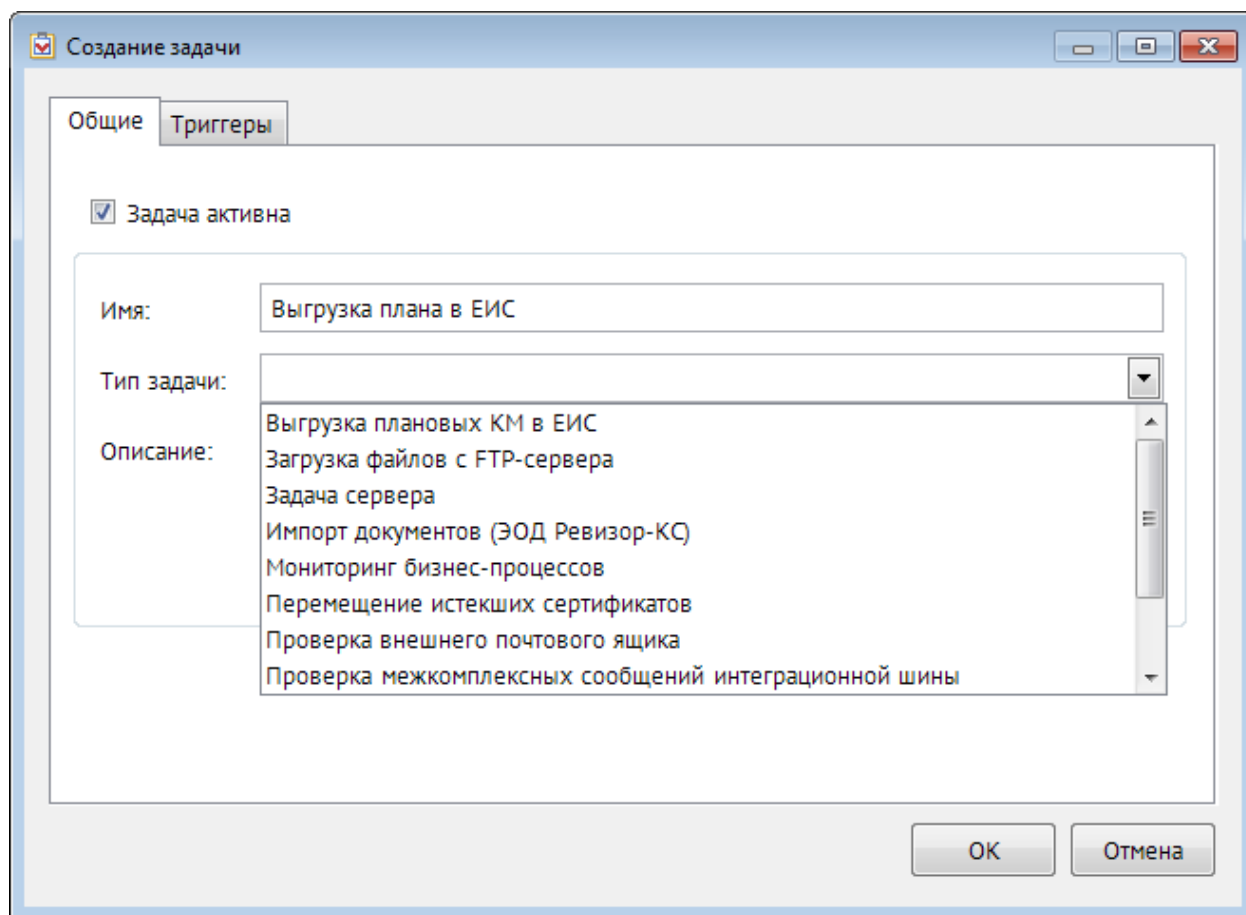 Создание задачи
Общие
Триггеры
Задача активна
Имя:
Выгрузка плана в ЕИС
Тип задачи:
Выгрузка плановых КМ в ЕИС
Описание:
Загрузка файлов с FTP-сервера
Задача сервера
Импорт документов (ЭОД Ревизор-КС)
Мониторинг бизнес-процессов
Перемещение истекших сертификатов
Проверка внешнего почтового ящика
Проверка межкомплексных сообщений интеграционной шины
ОК
Отмена